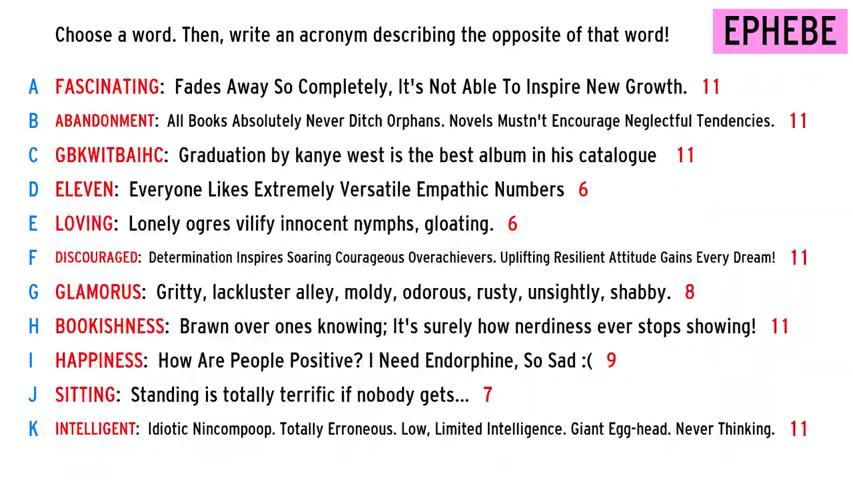 Choose a word. Then, write an acronym describing the opposite of that word!
EPHEBE
A FASCINATING: Fades Away So Completely, It's Not Able To Inspire New Growth. 11
B ABANDONMENT: All Books Absolutely Never Ditch Orphans. Novels Mustn't Encourage Neglectful Tendencies. 11
C GBKWITBAIHC: Graduation by kanye west is the best album in his catalogue 11
D ELEVEN: Everyone Likes Extremely Versatile Empathic Numbers 6
E LOVING: Lonely ogres vilify innocent nymphs, gloating. 6
F DISCOURAGED: Determination Inspires Soaring Courageous Overachievers. Uplifting Resilient Attitude Gains Every Dream! 11
G GLAMORUS: Gritty, lackluster alley, moldy, odorous, rusty, unsightly, shabby. 8
H BOOKISHNESS: Brawn over ones knowing; It's surely how nerdiness ever stops showing! 11
I HAPPINESS: How Are People Positive? I Need Endorphine, So Sad :( 9
J SITTING: Standing is totally terrific if nobody gets... 7
K INTELLIGENT: Idiotic Nincompoop. Totally Erroneous. Low, Limited Intelligence. Giant Egg-head. Never Thinking. 11